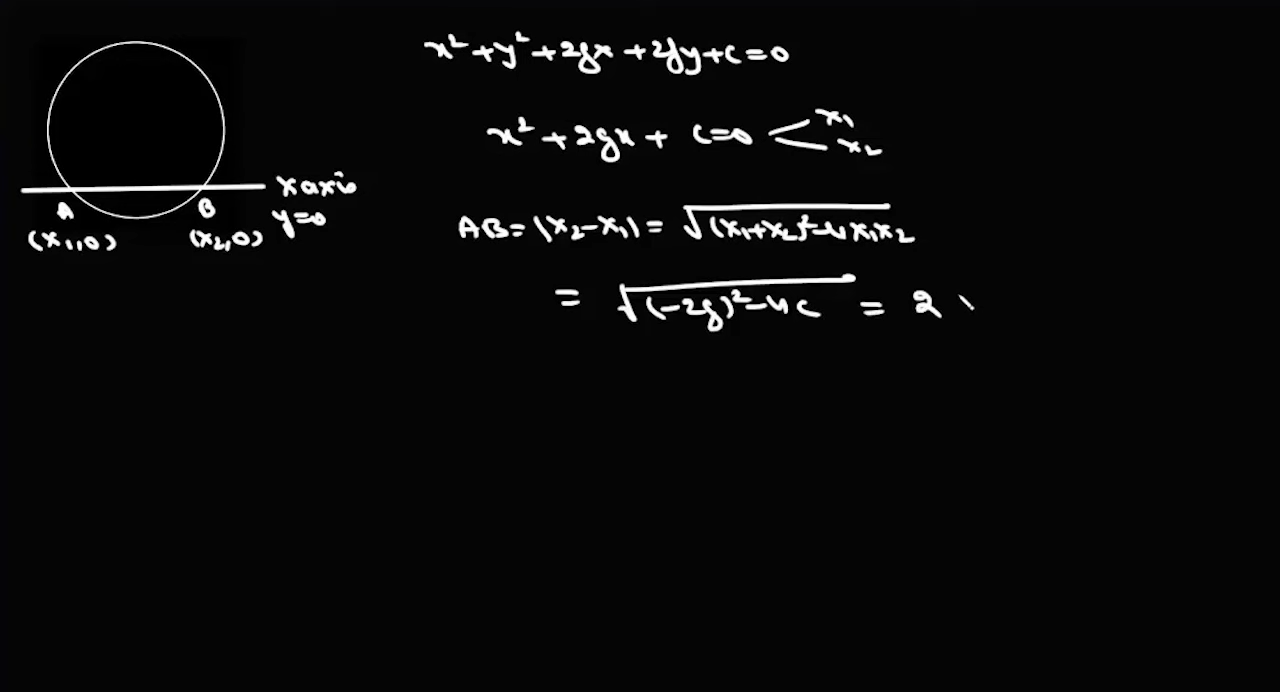 x²+y²+2gx+2fy+c=0
x²+2gx+c=0 < x₁
x₂
x axis
y=0
A
B
(x₁,0)
(x₂,0)
AB=|x₂-x₁|=√(x₁+x₂)²-4x₁x₂
=√(-2g)²-4c = 2